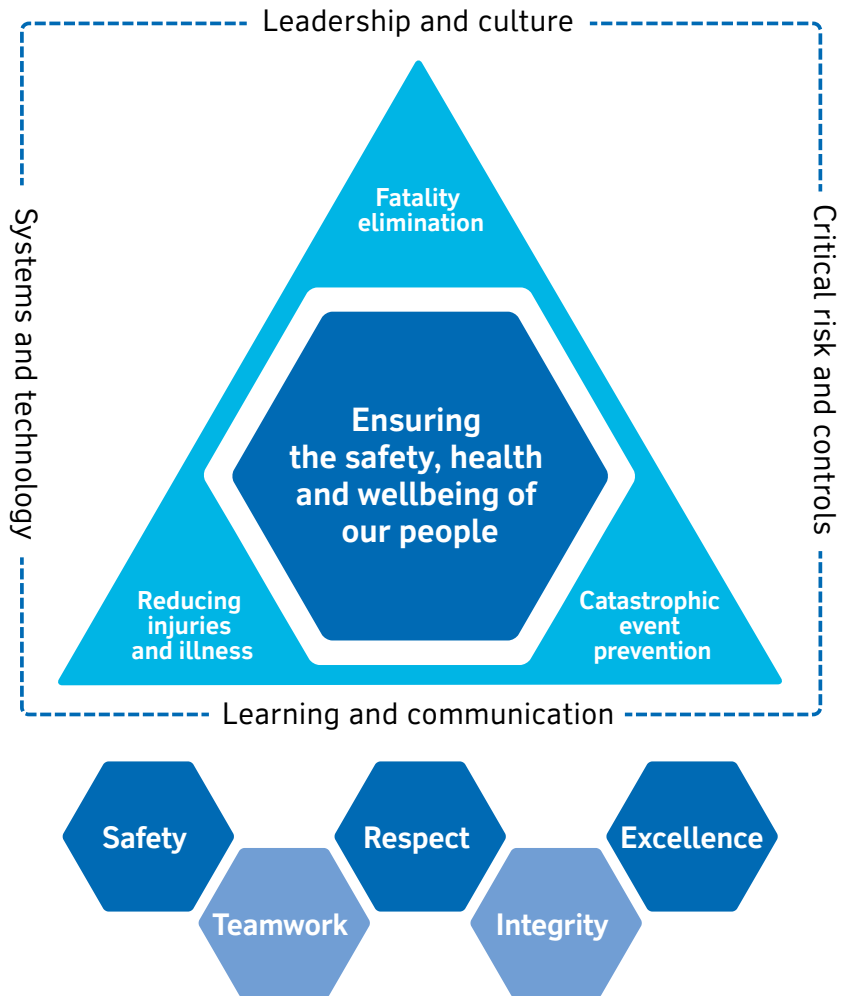 Leadership and culture
Fatality
elimination
Systems and technology
Critical risk and controls
Ensuring
the safety, health
and wellbeing of
our people
Reducing
injuries
and illness
Catastrophic
event
prevention
Learning and communication
Safety
Respect
Excellence
Teamwork
Integrity